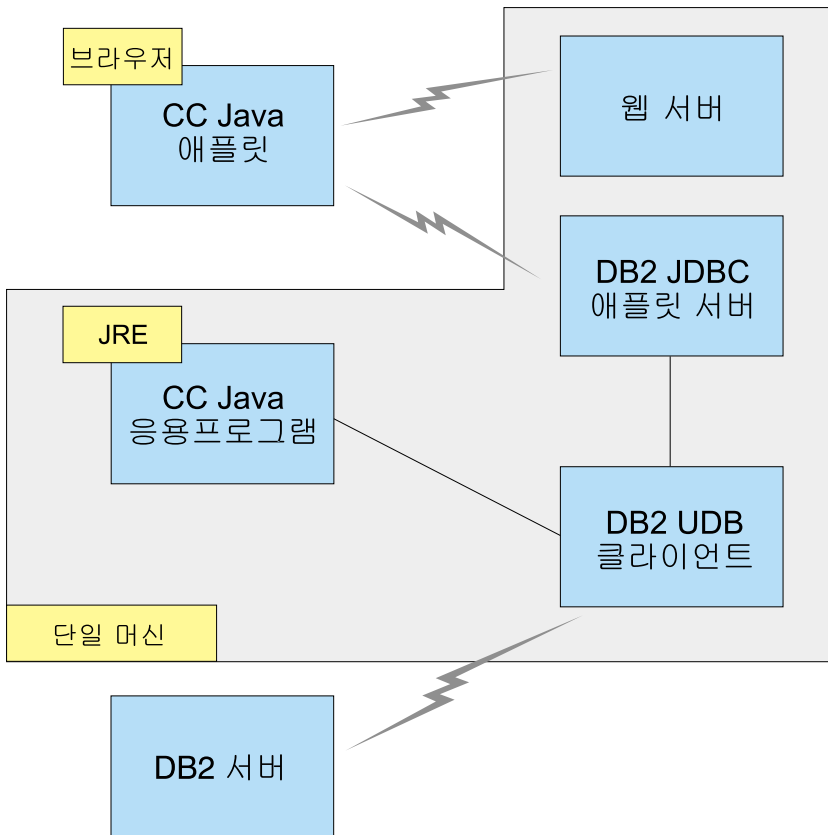 브라우저
CC Java
애플릿
웹 서버
DB2 JDBC
애플릿 서버
JRE
CC Java
응용프로그램
DB2 UDB
클라이언트
단일 머신
DB2 서버